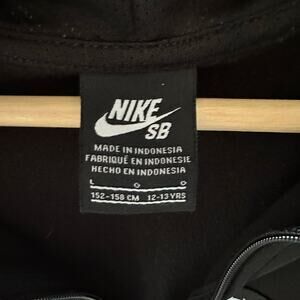 NIKE
SB
MADE IN INDONESIA
FABRIQUÉ EN INDONESIE
HECHO EN INDONESIA
L G G
152-158 CM 12-13 YRS